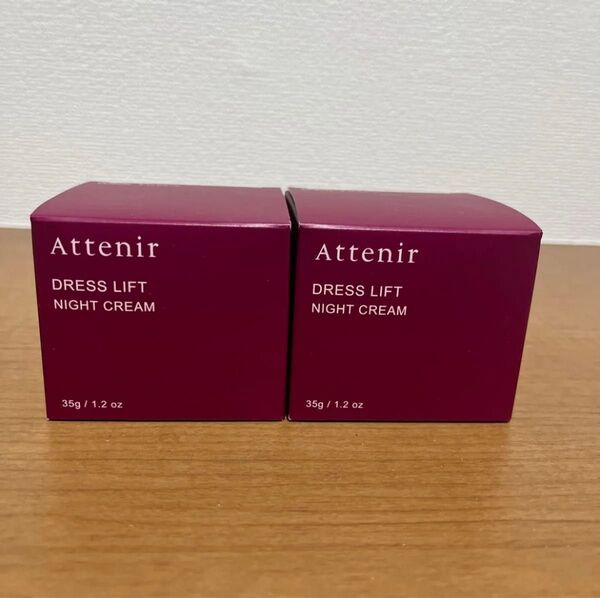 Attenir
DRESS LIFT
NIGHT CREAM
35g / 1.2 oz
Attenir
DRESS LIFT
NIGHT CREAM
35g / 1.2 oz